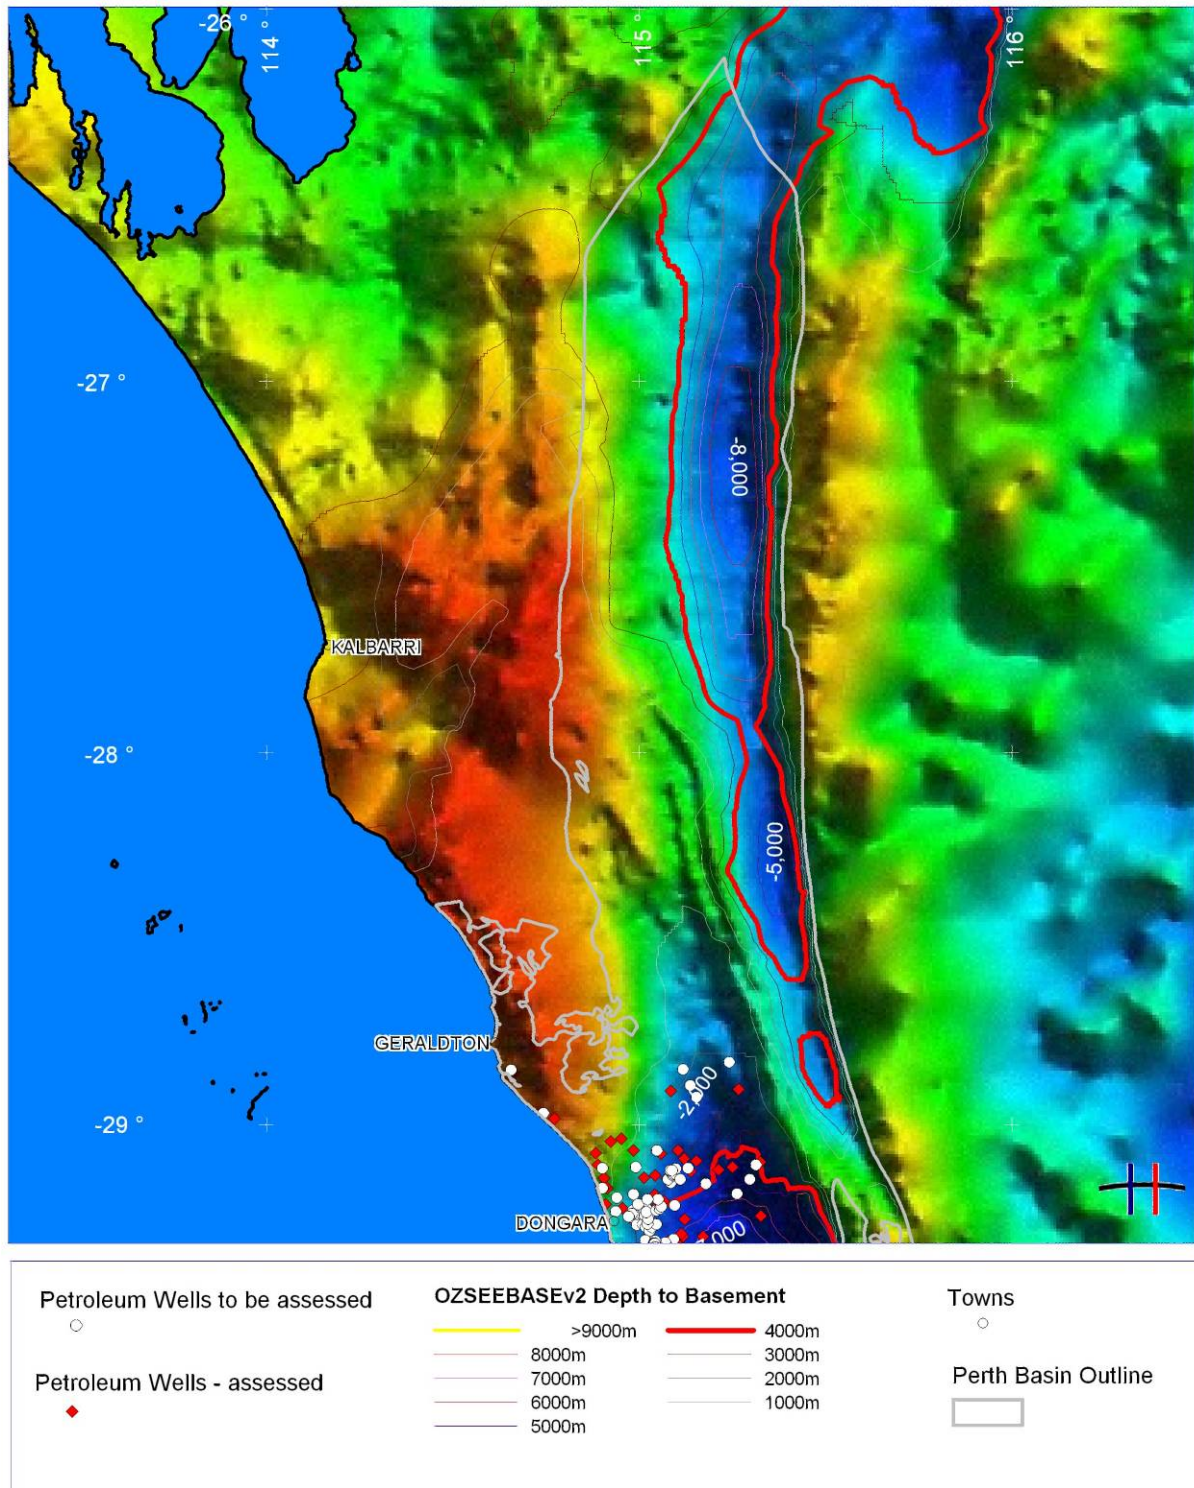 -26 °
114 °
115 °
116 °
-27 °
-8,000
KALBARRI
-28 °
-5,000
GERALDTON
-2,000
-29 °
DONGARA
Petroleum Wells to be assessed
Petroleum Wells - assessed
OZSEEBASEv2 Depth to Basement
>9000m
8000m
7000m
6000m
5000m
4000m
3000m
2000m
1000m
Towns
Perth Basin Outline